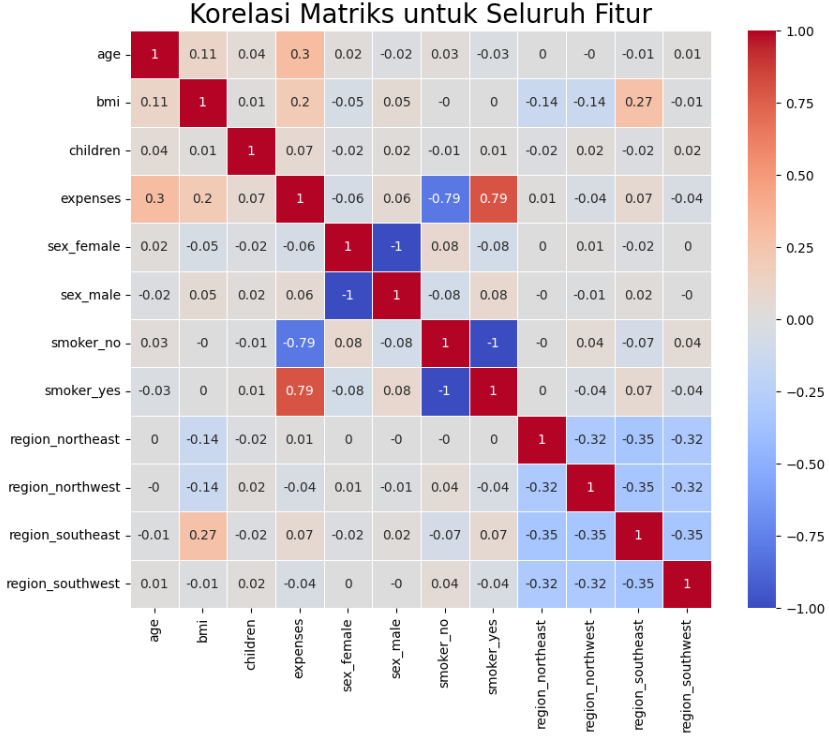 Korelasi Matriks untuk Seluruh Fitur
age 1 0.11 0.04 0.3 0.02 -0.02 0.03 -0.03 0 -0 -0.01 0.01
bmi 0.11 1 0.01 0.2 -0.05 0.05 -0 0 -0.14 -0.14 0.27 -0.01
children 0.04 0.01 1 0.07 -0.02 0.02 -0.01 0.01 -0.02 0.02 -0.02 0.02
expenses 0.3 0.2 0.07 1 -0.06 0.06 -0.79 0.79 0.01 -0.04 0.07 -0.04
sex_female 0.02 -0.05 -0.02 -0.06 1 -1 0.08 -0.08 0 0.01 -0.02 0
sex_male -0.02 0.05 0.02 0.06 -1 1 -0.08 0.08 -0 -0.01 0.02 -0
smoker_no 0.03 -0 -0.01 -0.79 0.08 -0.08 1 -1 -0 0.04 -0.07 0.04
smoker_yes -0.03 0 0.01 0.79 -0.08 0.08 -1 1 0 -0.04 0.07 -0.04
region_northeast 0 -0.14 -0.02 0.01 0 -0 -0 0 1 -0.32 -0.35 -0.32
region_northwest -0 -0.14 0.02 -0.04 0.01 -0.01 0.04 -0.04 -0.32 1 -0.35 -0.32
region_southeast -0.01 0.27 -0.02 0.07 -0.02 0.02 -0.07 0.07 -0.35 -0.35 1 -0.35
region_southwest 0.01 -0.01 0.02 -0.04 0 -0 0.04 -0.04 -0.32 -0.32 -0.35 1
age bmi children expenses sex_female sex_male smoker_no smoker_yes region_northeast region_northwest region_southeast region_southwest
1.00
0.75
0.50
0.25
0.00
−0.25
−0.50
−0.75
−1.00